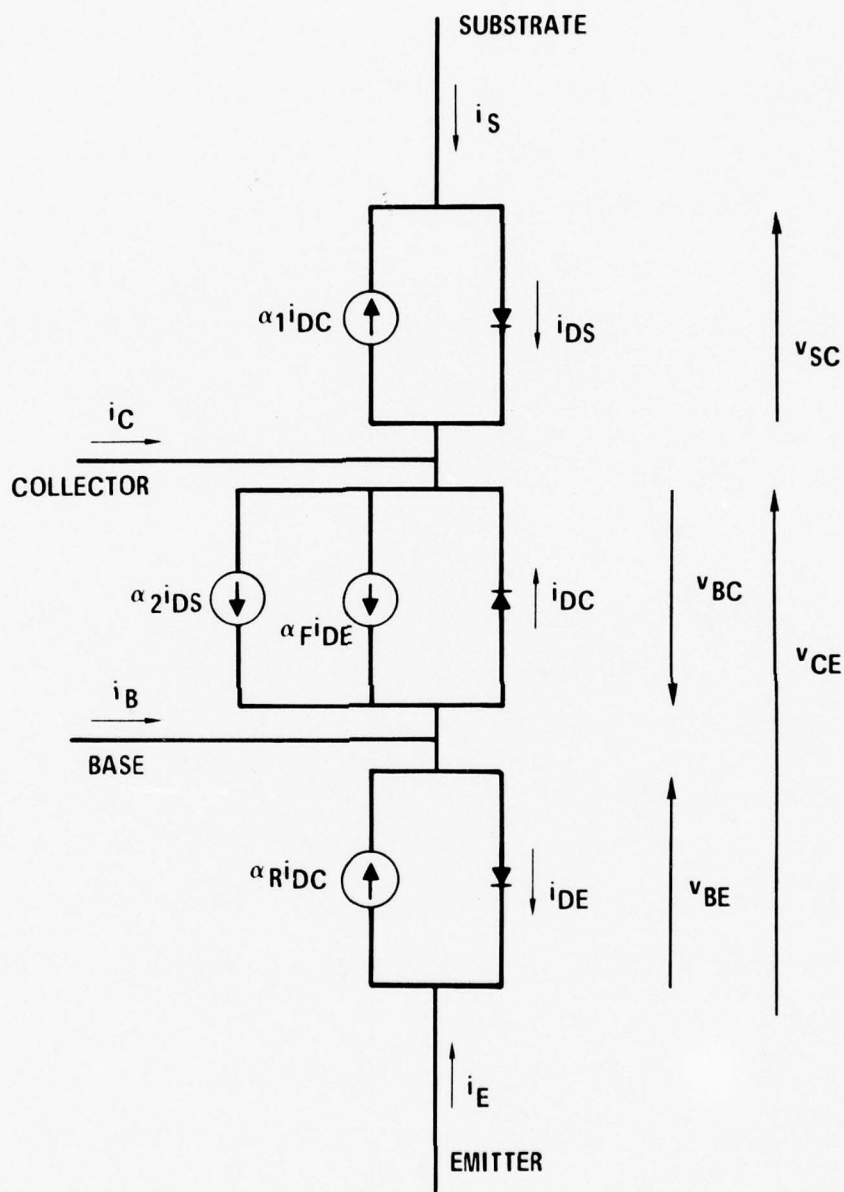 SUBSTRATE
iS
α1iDC
iDS
vSC
iC
COLLECTOR
α2iDS
αFiDE
iDC
vBC
vCE
iB
BASE
αRiDC
iDE
vBE
iE
EMITTER